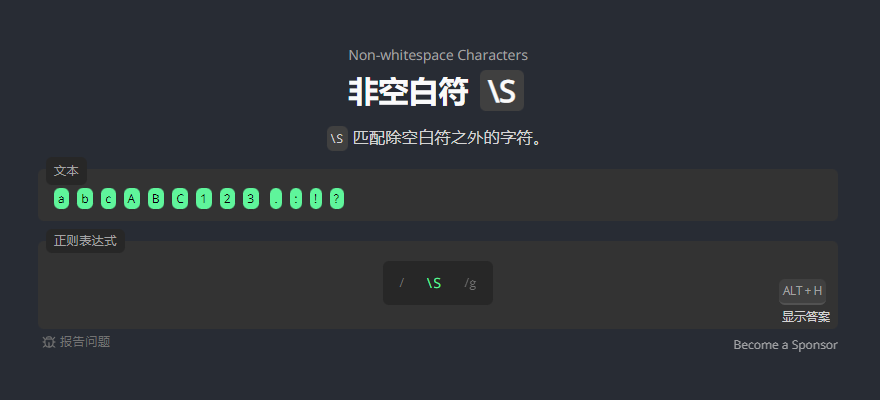 Non-whitespace Characters
非空白符 \S
\S 匹配除空白符之外的字符。
文本
a b c A B C 1 2 3 . : ! ?
正则表达式
/ \S /g
ALT + H
显示答案
报告问题
Become a Sponsor